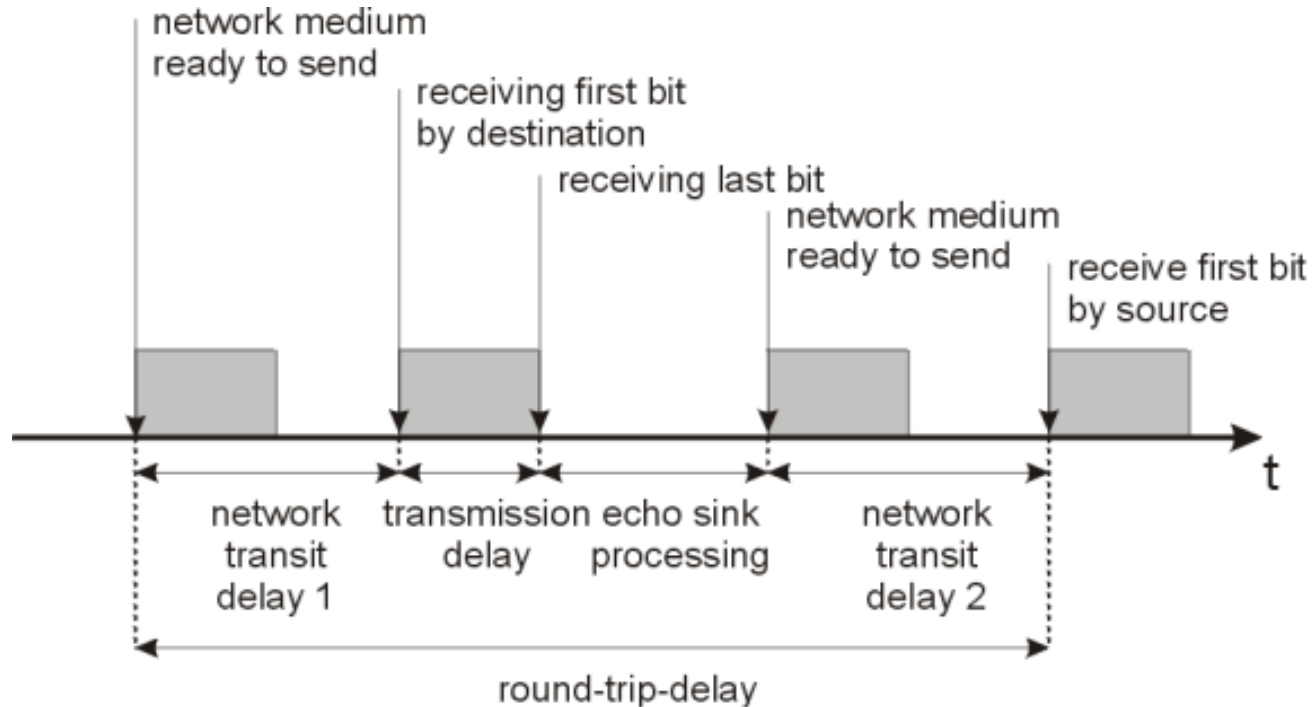 network medium
ready to send
receiving first bit
by destination
receiving last bit
network medium
ready to send
receive first bit
by source
t
network
transit
delay 1
transmission
delay
echo sink
processing
network
transit
delay 2
round-trip-delay